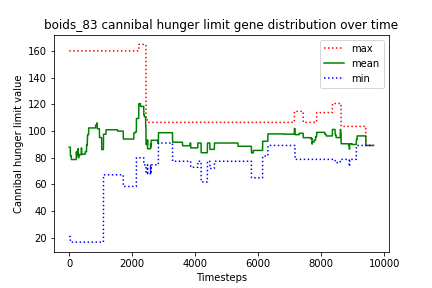 boids_83 cannibal hunger limit gene distribution over time
max
mean
min
Cannibal hunger limit value
160
140
120
100
80
60
40
20
0
2000
4000
6000
8000
10000
Timesteps